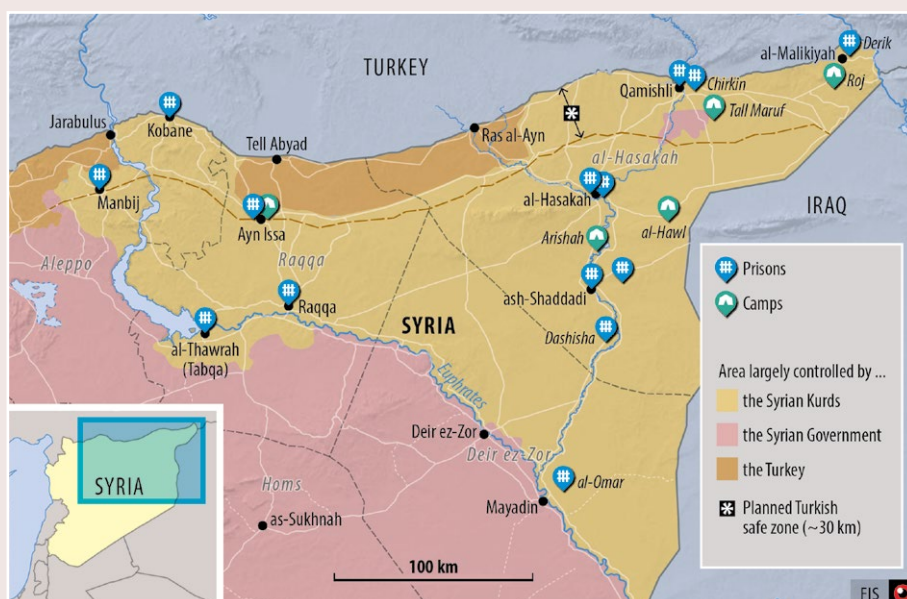 TURKEY
Derik
al-Malikiyah
Roj
Qamishli
Chirkin
Tall Maruf
Jarabulus
Kobane
Tell Abyad
Ras al-Ayn
al-Hasakah
Manbij
Ayn Issa
al-Hasakah
al-Hawl
IRAQ
Arishah
Aleppo
Raqqa
Raqqa
ash-Shaddadi
SYRIA
al-Thawrah
(Tabqa)
Dashisha
Euphrates
Deir ez-Zor
Deir ez-Zor
al-Omar
Mayadin
Homs
as-Sukhnah
100 km
SYRIA
Prisons
Camps
Area largely controlled by ...
the Syrian Kurds
the Syrian Government
the Turkey
Planned Turkish
safe zone (~30 km)
FIS